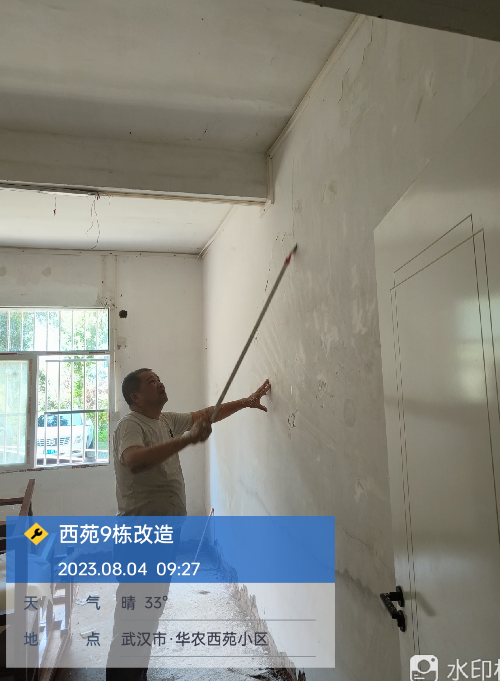 西苑9栋改造
2023.08.04 09:27
天 气 晴 33°
地 点 武汉市·华农西苑小区
水印